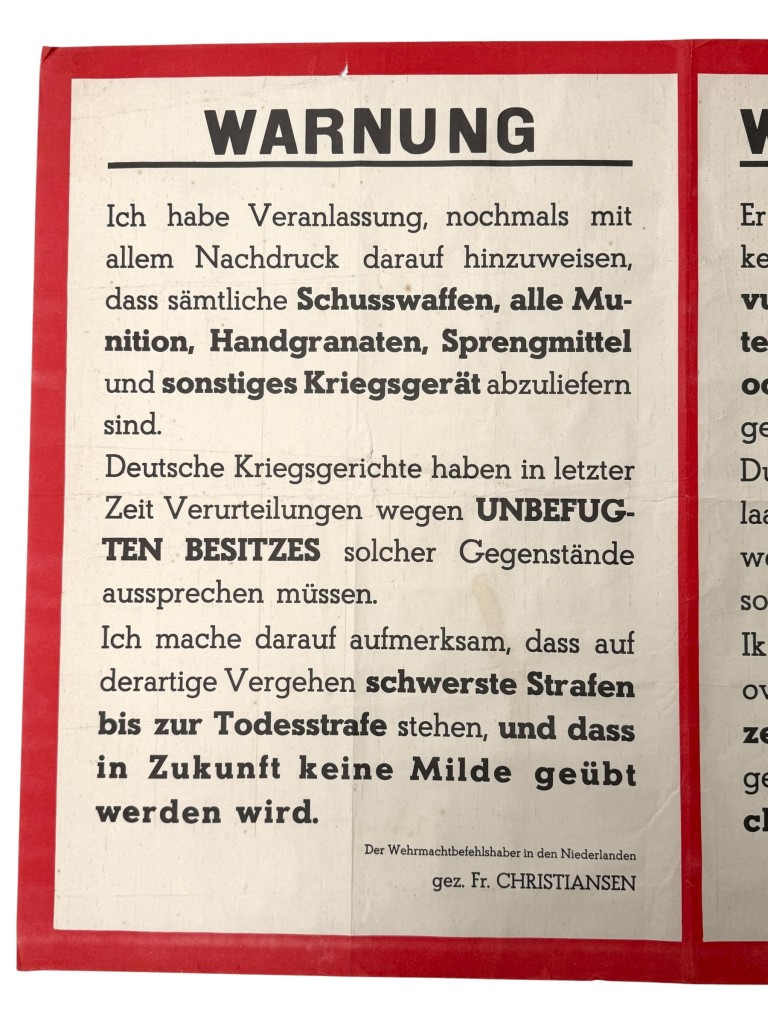 WARNUNG
Ich habe Veranlassung, nochmals mit
allem Nachdruck darauf hinzuweisen,
dass sämtliche Schusswaffen, alle Mu-
nition, Handgranaten, Sprengmittel
und sonstiges Kriegsgerät abzuliefern
sind.
Deutsche Kriegsgerichte haben in letzter
Zeit Verurteilungen wegen UNBEFUG-
TEN BESITZES solcher Gegenstände
aussprechen müssen.
Ich mache darauf aufmerksam, dass auf
derartige Vergehen schwerste Strafen
bis zur Todesstrafe stehen, und dass
in Zukunft keine Milde geübt
werden wird.
Der Wehrmachtbefehlshaber in den Niederlanden
gez. Fr. CHRISTIANSEN
Ik